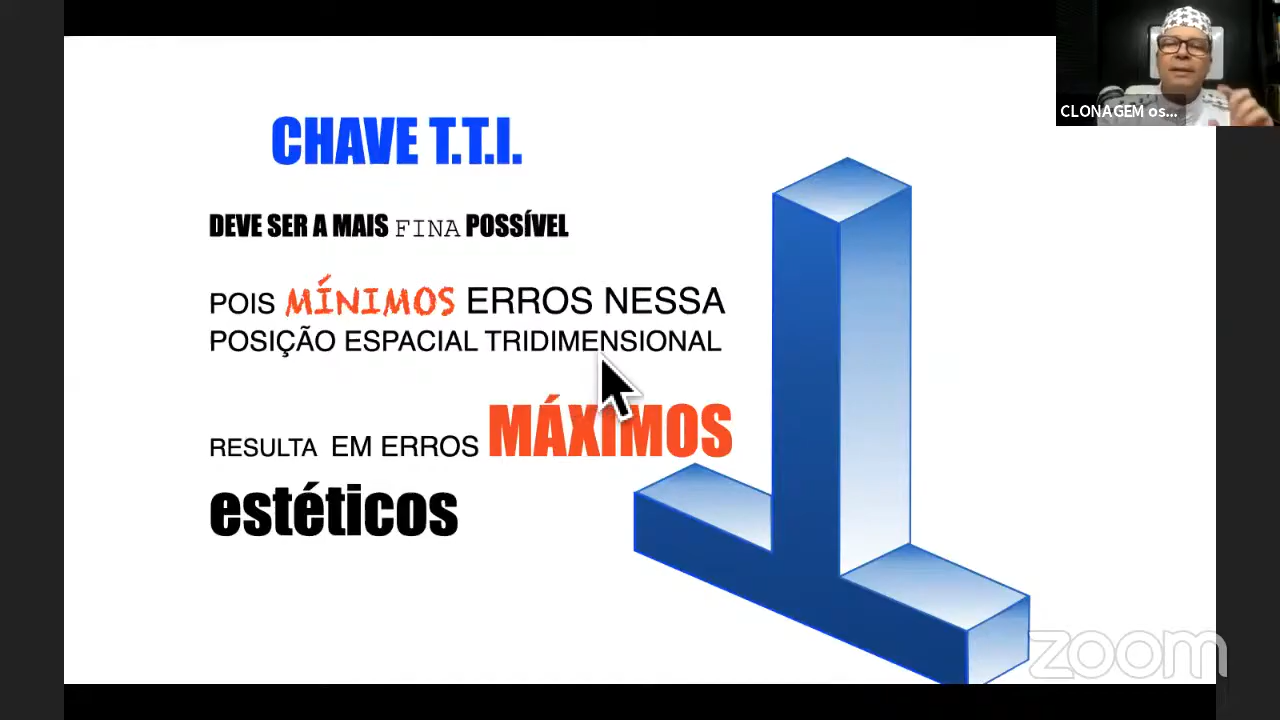 CLONAGEM os...
CHAVE T.T.I.
DEVE SER A MAIS FINA POSSÍVEL
POIS MÍNIMOS ERROS NESSA
POSIÇÃO ESPACIAL TRIDIMENSIONAL
RESULTA EM ERROS MÁXIMOS
estéticos
zoom